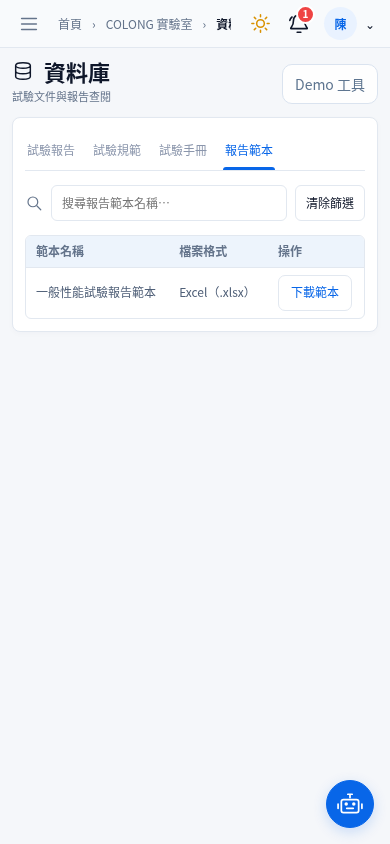 首頁 › COLONG 實驗室 ›
1
陳
資料庫
試驗文件與報告查閱
Demo 工具
試驗報告 試驗規範 試驗手冊 報告範本
搜尋報告範本名稱… 清除篩選
範本名稱 檔案格式 操作
一般性能試驗報告範本 Excel（.xlsx） 下載範本